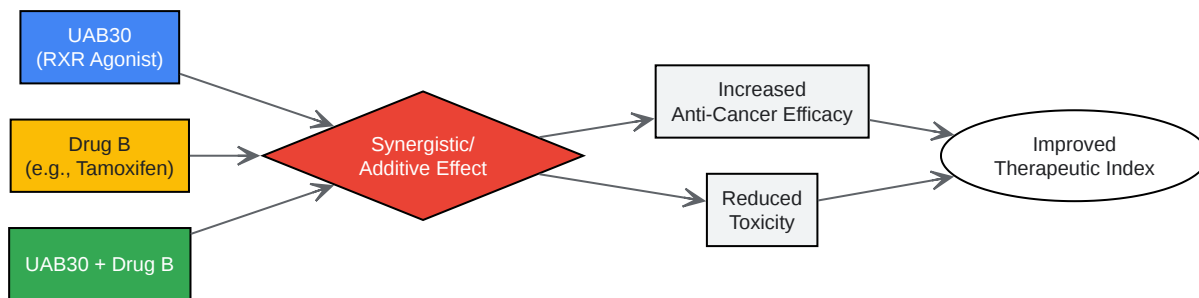 UAB30
(RXR Agonist)
Drug B
(e.g., Tamoxifen)
UAB30 + Drug B
Synergistic/
Additive Effect
Increased
Anti-Cancer Efficacy
Reduced
Toxicity
Improved
Therapeutic Index